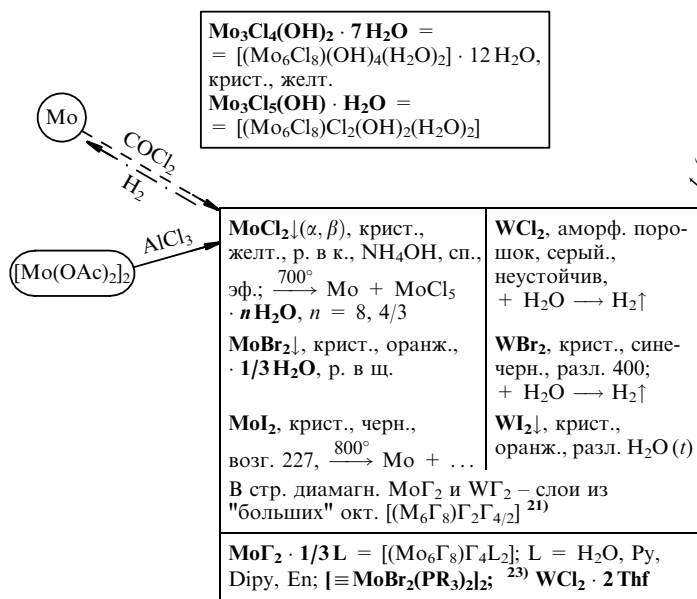 Mo₃Cl₄(OH)₂ · 7 H₂O =
= [(Mo₆Cl₈)(OH)₄(H₂O)₂] · 12 H₂O,
крист., желт.
Mo₃Cl₅(OH) · H₂O =
= [(Mo₆Cl₈)Cl₂(OH)₂(H₂O)₂]
Mo
COCl₂
H₂
[Mo(OAc)₂]₂
AlCl₃
MoCl₂↓(α, β), крист.,
желт., р. в к., NH₄OH, сп.,
эф.; —700°→ Mo + MoCl₅
· n H₂O, n = 8, 4/3
MoBr₂↓, крист., оранж.,
· 1/3 H₂O, р. в щ.
MoI₂, крист., черн.,
возг. 227, —800°→ Mo + ...
WCl₂, аморф. поро-
шок, серый.,
неустойчив,
+ H₂O ⟶ H₂↑
WBr₂, крист., сине-
черн., разл. 400;
+ H₂O ⟶ H₂↑
WI₂↓, крист.,
оранж., разл. H₂O (t)
В стр. диамагн. MoГ₂ и WГ₂ – слои из
"больших" окт. [(M₆Г₈)Г₂Г₄/₂] ²¹⁾
MoГ₂ · 1/3 L = [(Mo₆Г₈)Г₄L₂]; L = H₂O, Py,
Dipy, En; [≡MoBr₂(PR₃)₂]₂; ²³⁾ WCl₂ · 2 Thf